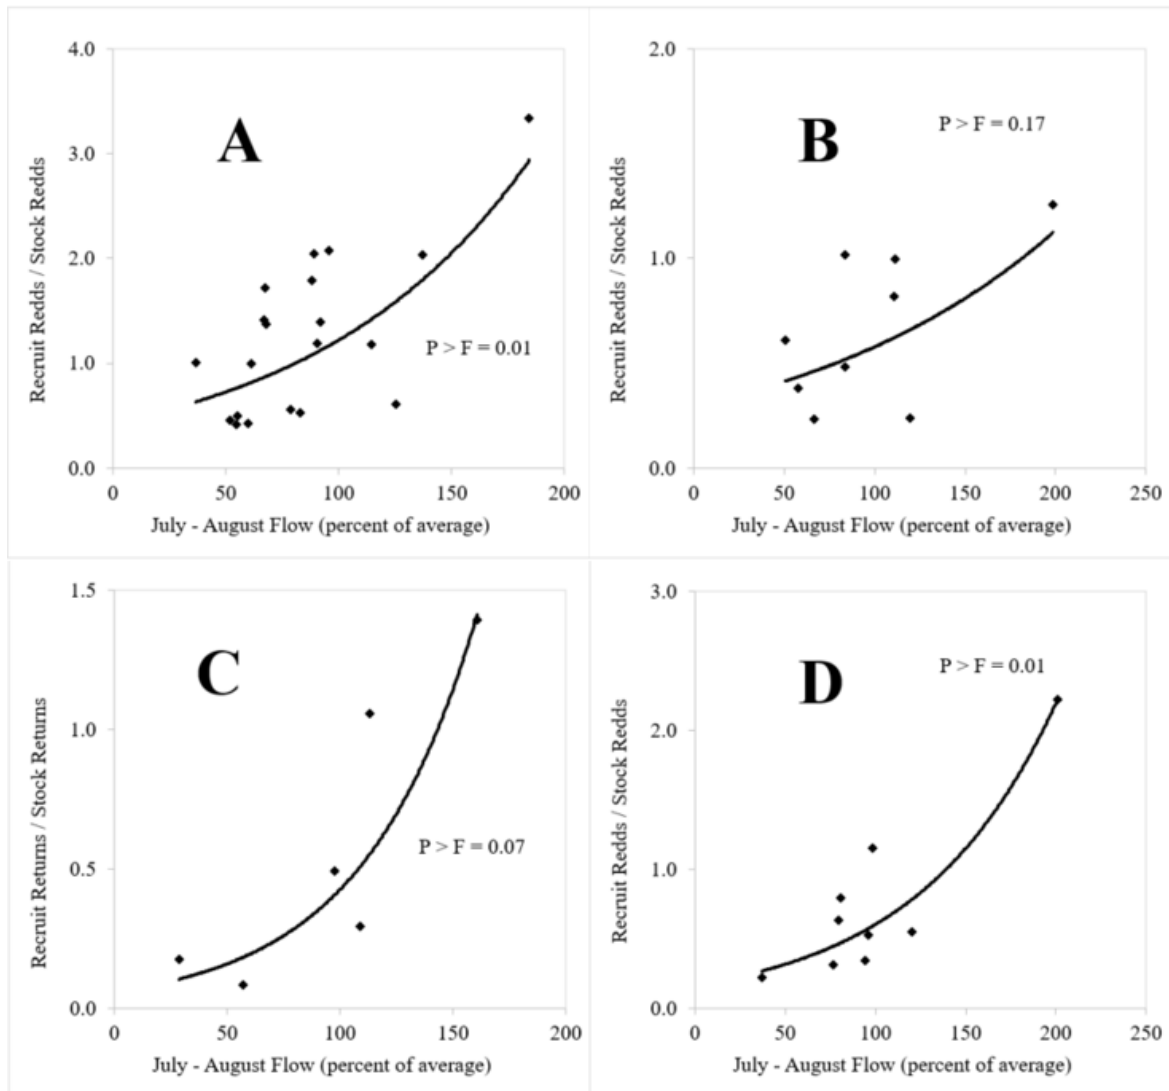 4.0
3.0
2.0
1.0
0.0
0 50 100 150 200
Recruit Redds / Stock Redds
July - August Flow (percent of average)
A
P > F = 0.01
2.0
1.0
0.0
0 50 100 150 200 250
Recruit Redds / Stock Redds
July - August Flow (percent of average)
B
P > F = 0.17
1.5
1.0
0.5
0.0
0 50 100 150 200
Recruit Returns / Stock Returns
July - August Flow (percent of average)
C
P > F = 0.07
3.0
2.0
1.0
0.0
0 50 100 150 200 250
Recruit Redds / Stock Redds
July - August Flow (percent of average)
D
P > F = 0.01